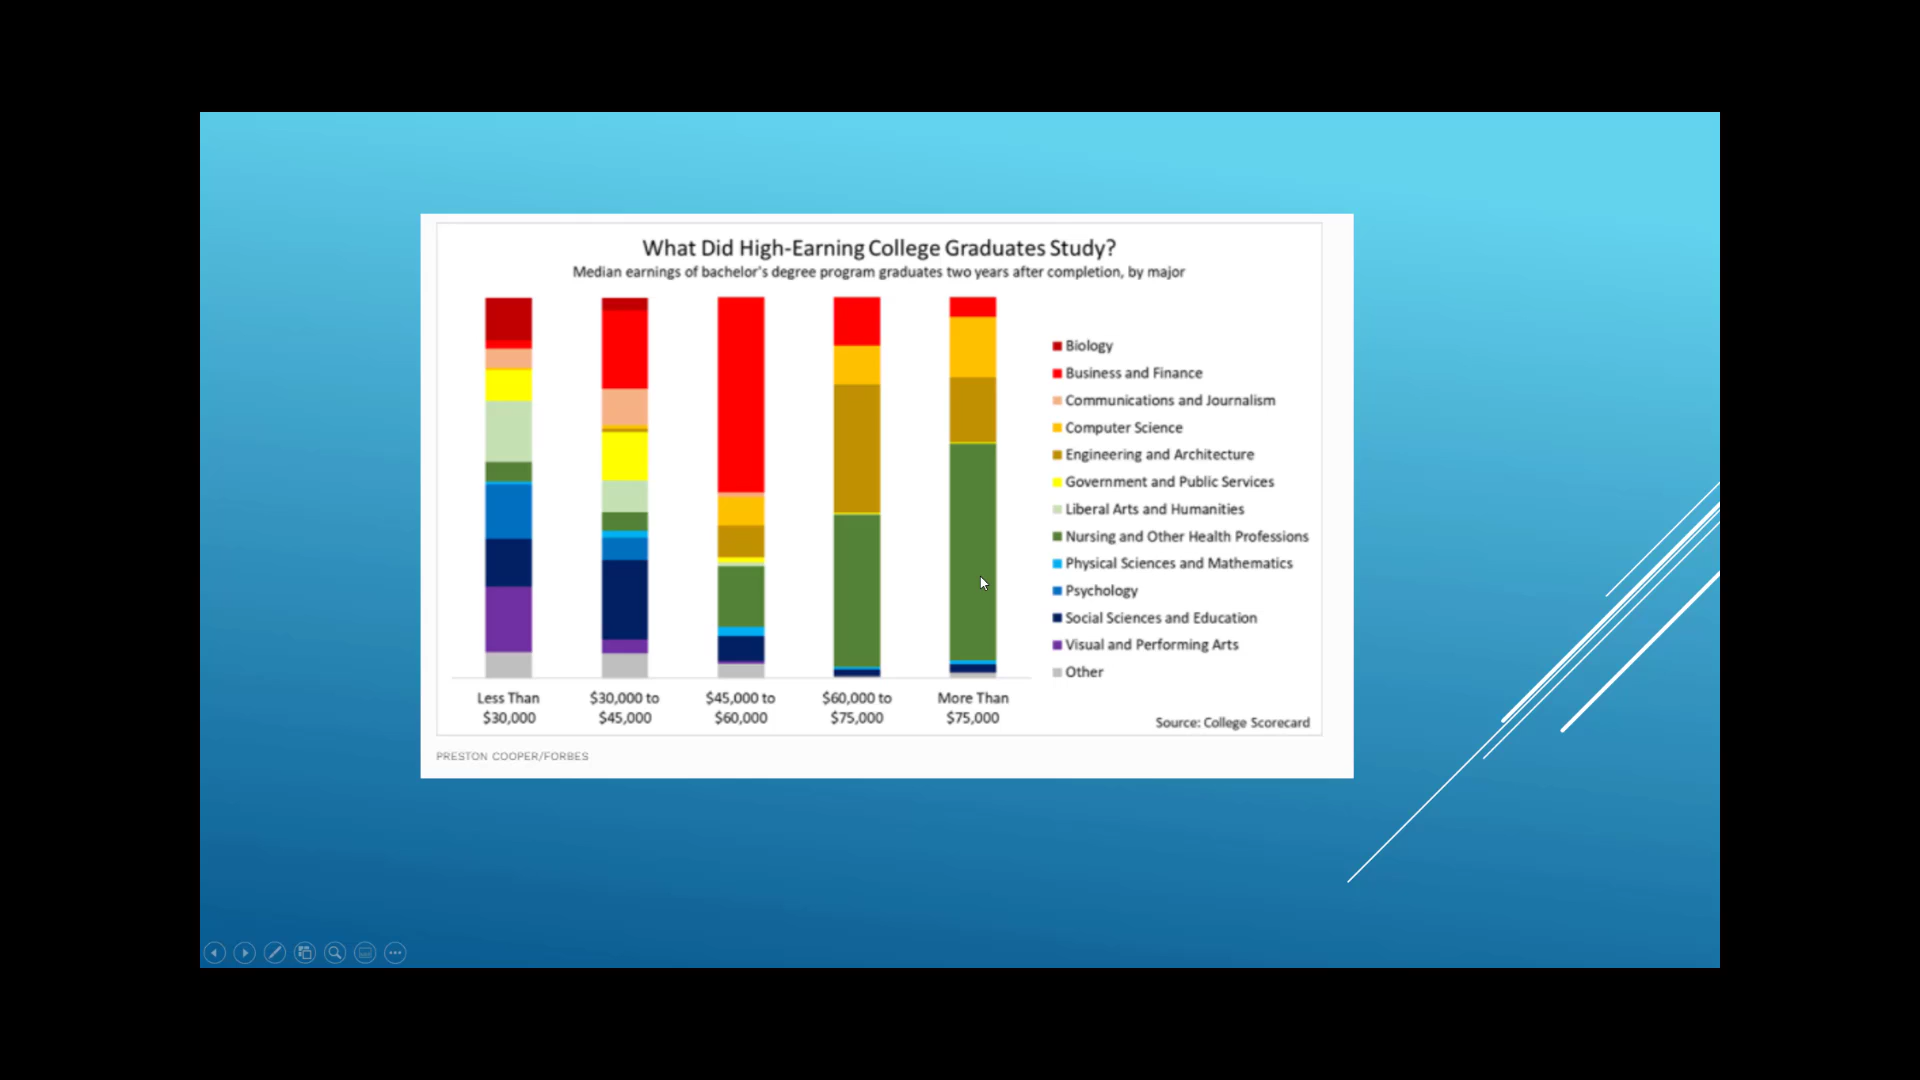 What Did High-Earning College Graduates Study?
Median earnings of bachelor's degree program graduates two years after completion, by major
Biology
Business and Finance
Communications and Journalism
Computer Science
Engineering and Architecture
Government and Public Services
Liberal Arts and Humanities
Nursing and Other Health Professions
Physical Sciences and Mathematics
Psychology
Social Sciences and Education
Visual and Performing Arts
Other
Less Than
$30,000
$30,000 to
$45,000
$45,000 to
$60,000
$60,000 to
$75,000
More Than
$75,000
Source: College Scorecard
PRESTON COOPER/FORBES